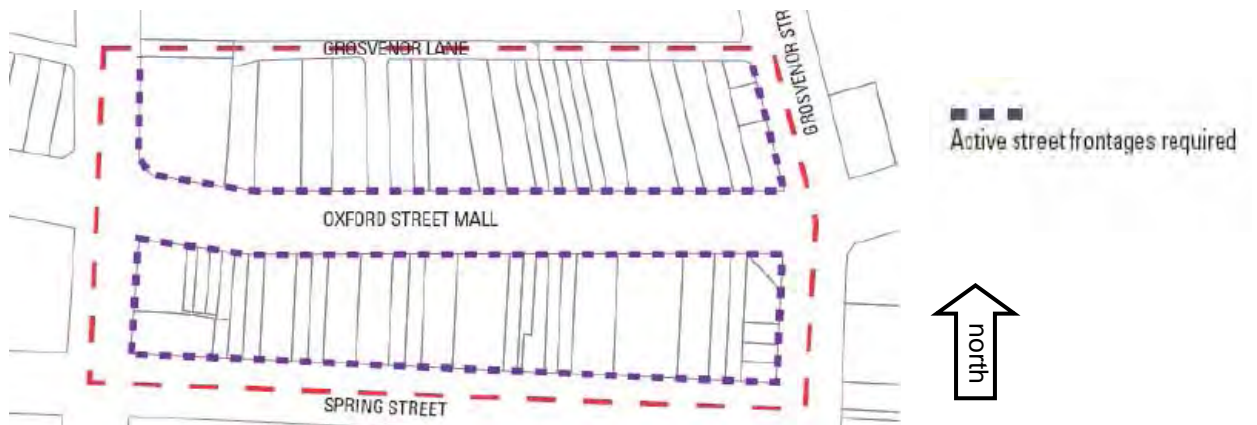 GROSVENOR LANE
GROSVENOR STR
Active street frontages required
OXFORD STREET MALL
north
SPRING STREET